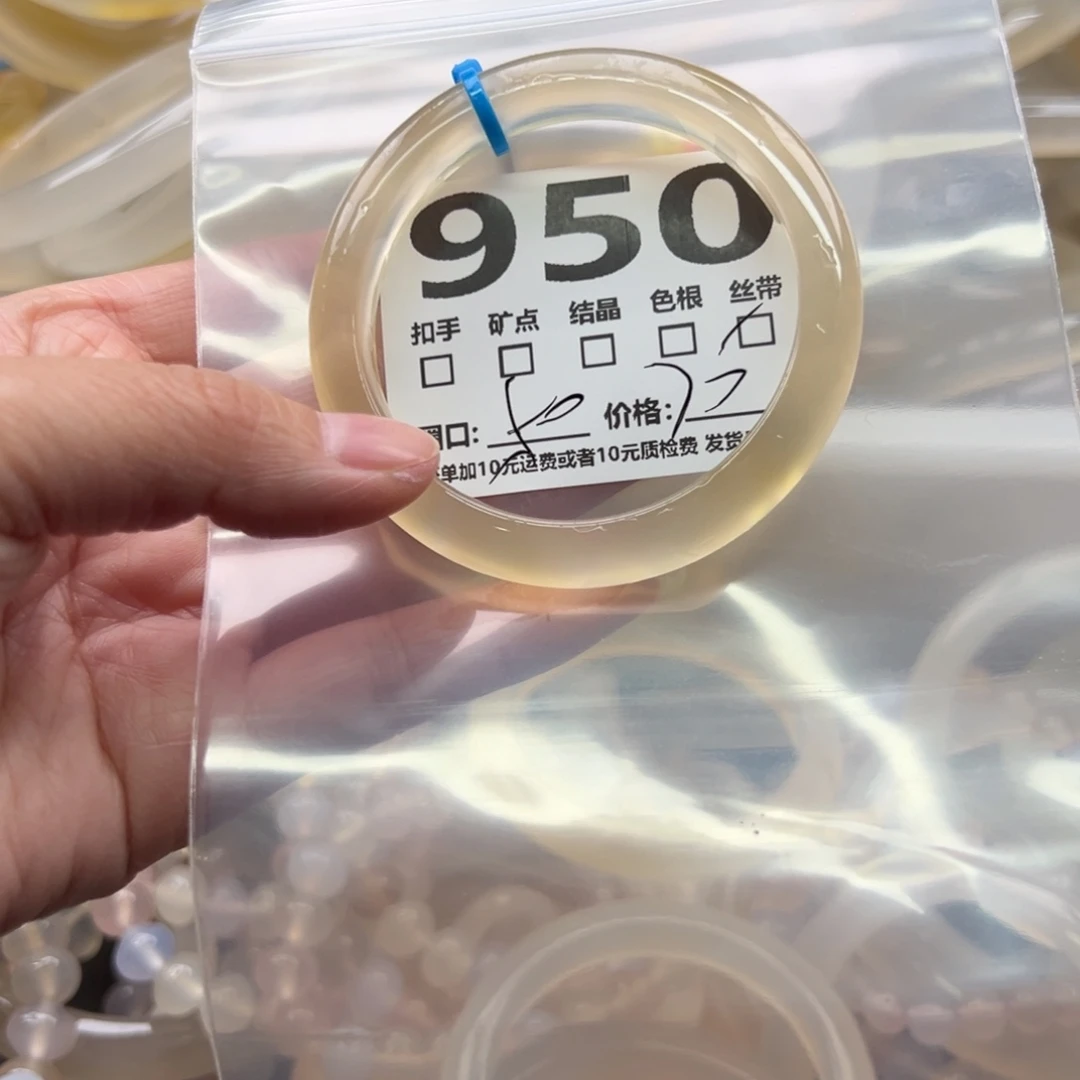 950
扣手 矿点 结晶 色根 丝带
口: 价格:
单加10元运费或者10元质检费 发货